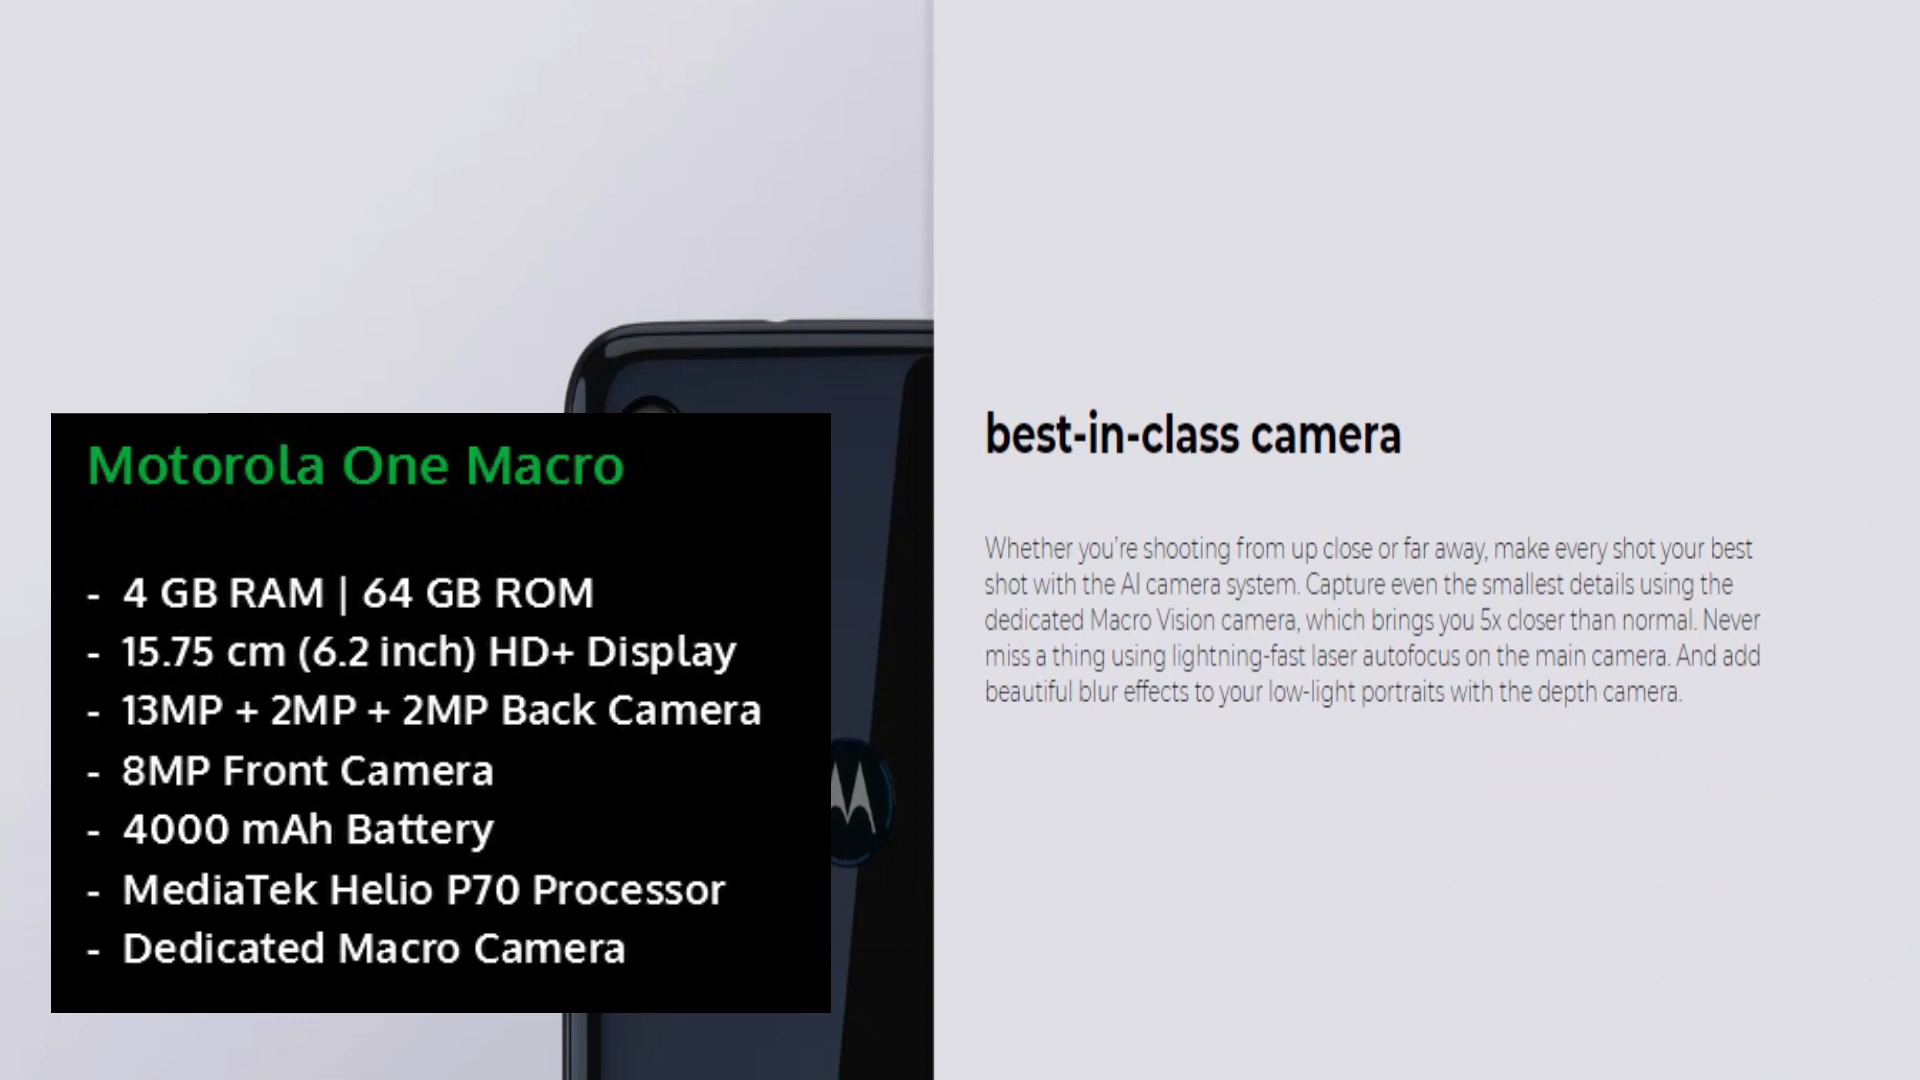 Motorola One Macro
- 4 GB RAM | 64 GB ROM
- 15.75 cm (6.2 inch) HD+ Display
- 13MP + 2MP + 2MP Back Camera
- 8MP Front Camera
- 4000 mAh Battery
- MediaTek Helio P70 Processor
- Dedicated Macro Camera
best-in-class camera
Whether you’re shooting from up close or far away, make every shot your best
shot with the AI camera system. Capture even the smallest details using the
dedicated Macro Vision camera, which brings you 5x closer than normal. Never
miss a thing using lightning-fast laser autofocus on the main camera. And add
beautiful blur effects to your low-light portraits with the depth camera.